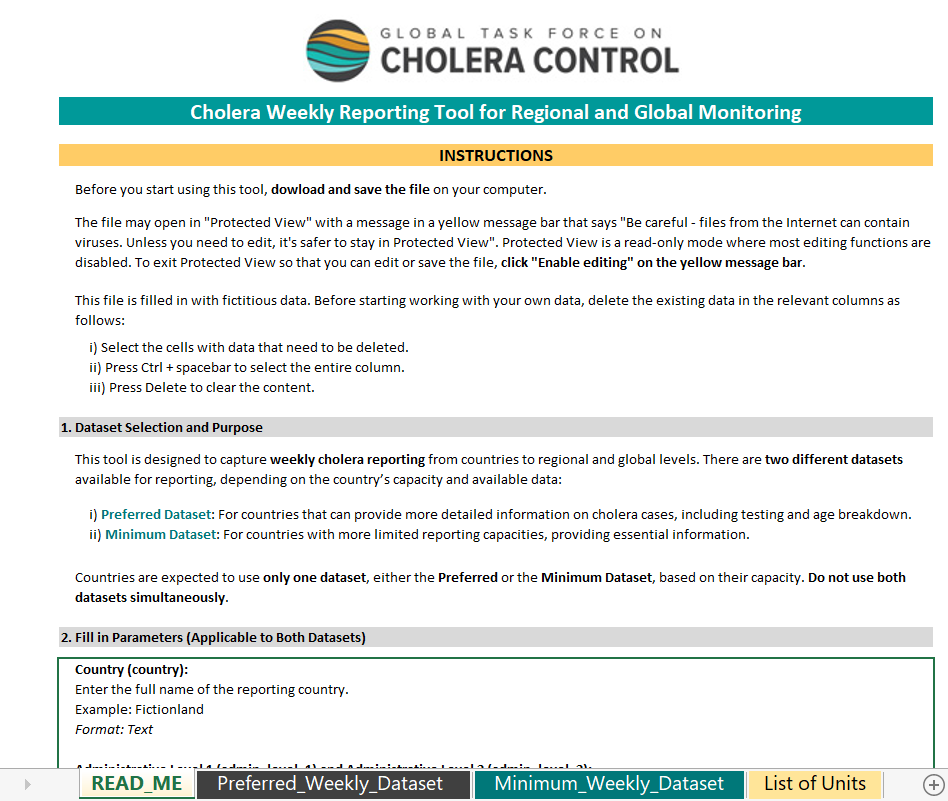 GLOBAL TASK FORCE ON
CHOLERA CONTROL
Cholera Weekly Reporting Tool for Regional and Global Monitoring
INSTRUCTIONS
Before you start using this tool, dowload and save the file on your computer.
The file may open in "Protected View" with a message in a yellow message bar that says "Be careful - files from the Internet can contain
viruses. Unless you need to edit, it's safer to stay in Protected View". Protected View is a read-only mode where most editing functions are
disabled. To exit Protected View so that you can edit or save the file, click "Enable editing" on the yellow message bar.
This file is filled in with fictitious data. Before starting working with your own data, delete the existing data in the relevant columns as
follows:
i) Select the cells with data that need to be deleted.
ii) Press Ctrl + spacebar to select the entire column.
iii) Press Delete to clear the content.
1. Dataset Selection and Purpose
This tool is designed to capture weekly cholera reporting from countries to regional and global levels. There are two different datasets
available for reporting, depending on the country’s capacity and available data:
i) Preferred Dataset: For countries that can provide more detailed information on cholera cases, including testing and age breakdown.
ii) Minimum Dataset: For countries with more limited reporting capacities, providing essential information.
Countries are expected to use only one dataset, either the Preferred or the Minimum Dataset, based on their capacity. Do not use both
datasets simultaneously.
2. Fill in Parameters (Applicable to Both Datasets)
Country (country):
Enter the full name of the reporting country.
Example: Fictionland
Format: Text
Administrative Level 1 (admin_level_1) and Administrative Level 2 (admin_level_2):
READ_ME Preferred_Weekly_Dataset Minimum_Weekly_Dataset List of Units